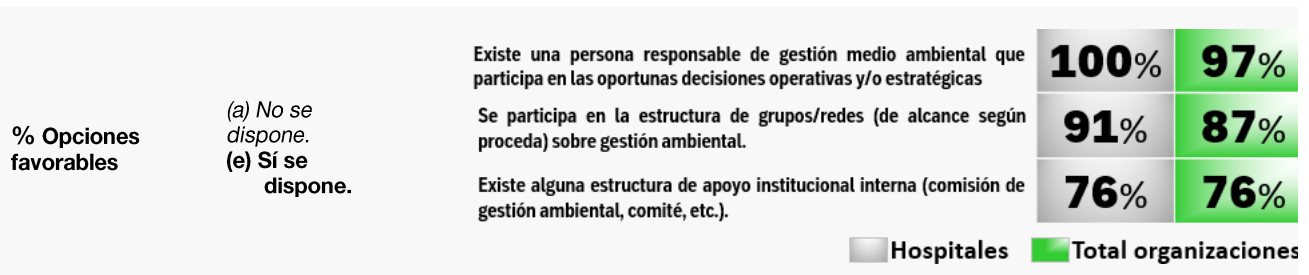 % Opciones
favorables
(a) No se
dispone.
(e) Sí se
dispone.
Existe una persona responsable de gestión medio ambiental que
participa en las oportunas decisiones operativas y/o estratégicas
100% 97%
Se participa en la estructura de grupos/redes (de alcance según
proceda) sobre gestión ambiental.
91% 87%
Existe alguna estructura de apoyo institucional interna (comisión de
gestión ambiental, comité, etc.).
76% 76%
Hospitales Total organizaciones